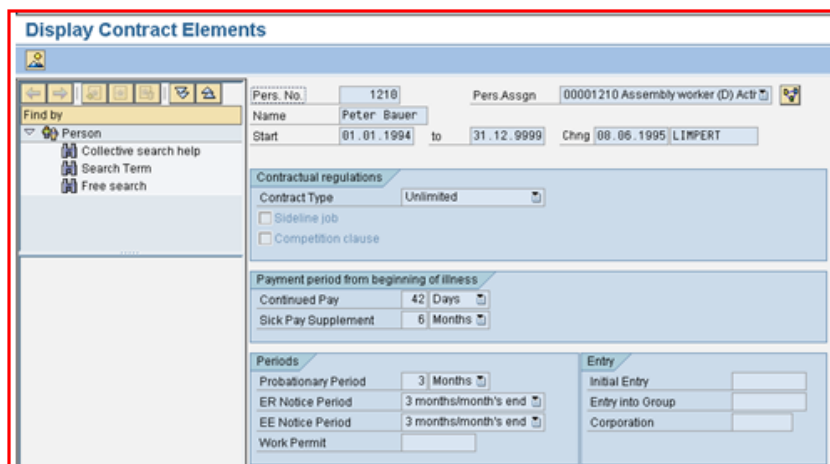 Display Contract Elements
Find by
Person
Collective search help
Search Term
Free search
Pers. No. 1210 Pers.Assgn 00001210 Assembly worker (D) Acti
Name Peter Bauer
Start 01.01.1994 to 31.12.9999 Chng 08.06.1995 LIMPERT
Contractual regulations
Contract Type Unlimited
Sideline job
Competition clause
Payment period from beginning of illness
Continued Pay 42 Days
Sick Pay Supplement 6 Months
Periods
Probationary Period 3 Months
ER Notice Period 3 months/month's end
EE Notice Period 3 months/month's end
Work Permit
Entry
Initial Entry
Entry into Group
Corporation